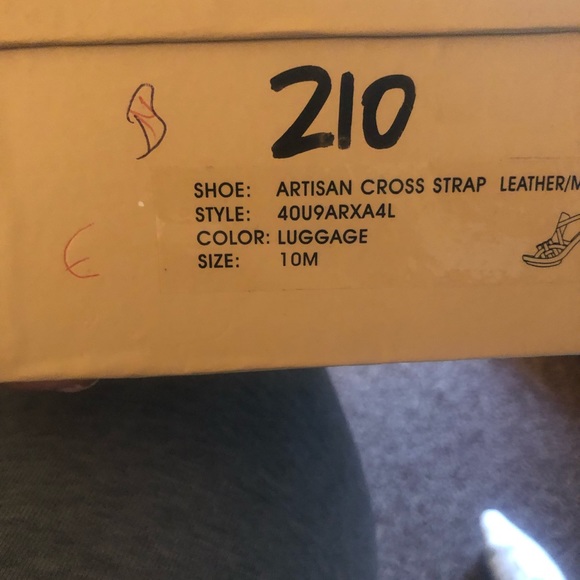 210
SHOE: ARTISAN CROSS STRAP LEATHER/M
STYLE: 40U9ARXA4L
COLOR: LUGGAGE
SIZE: 10M